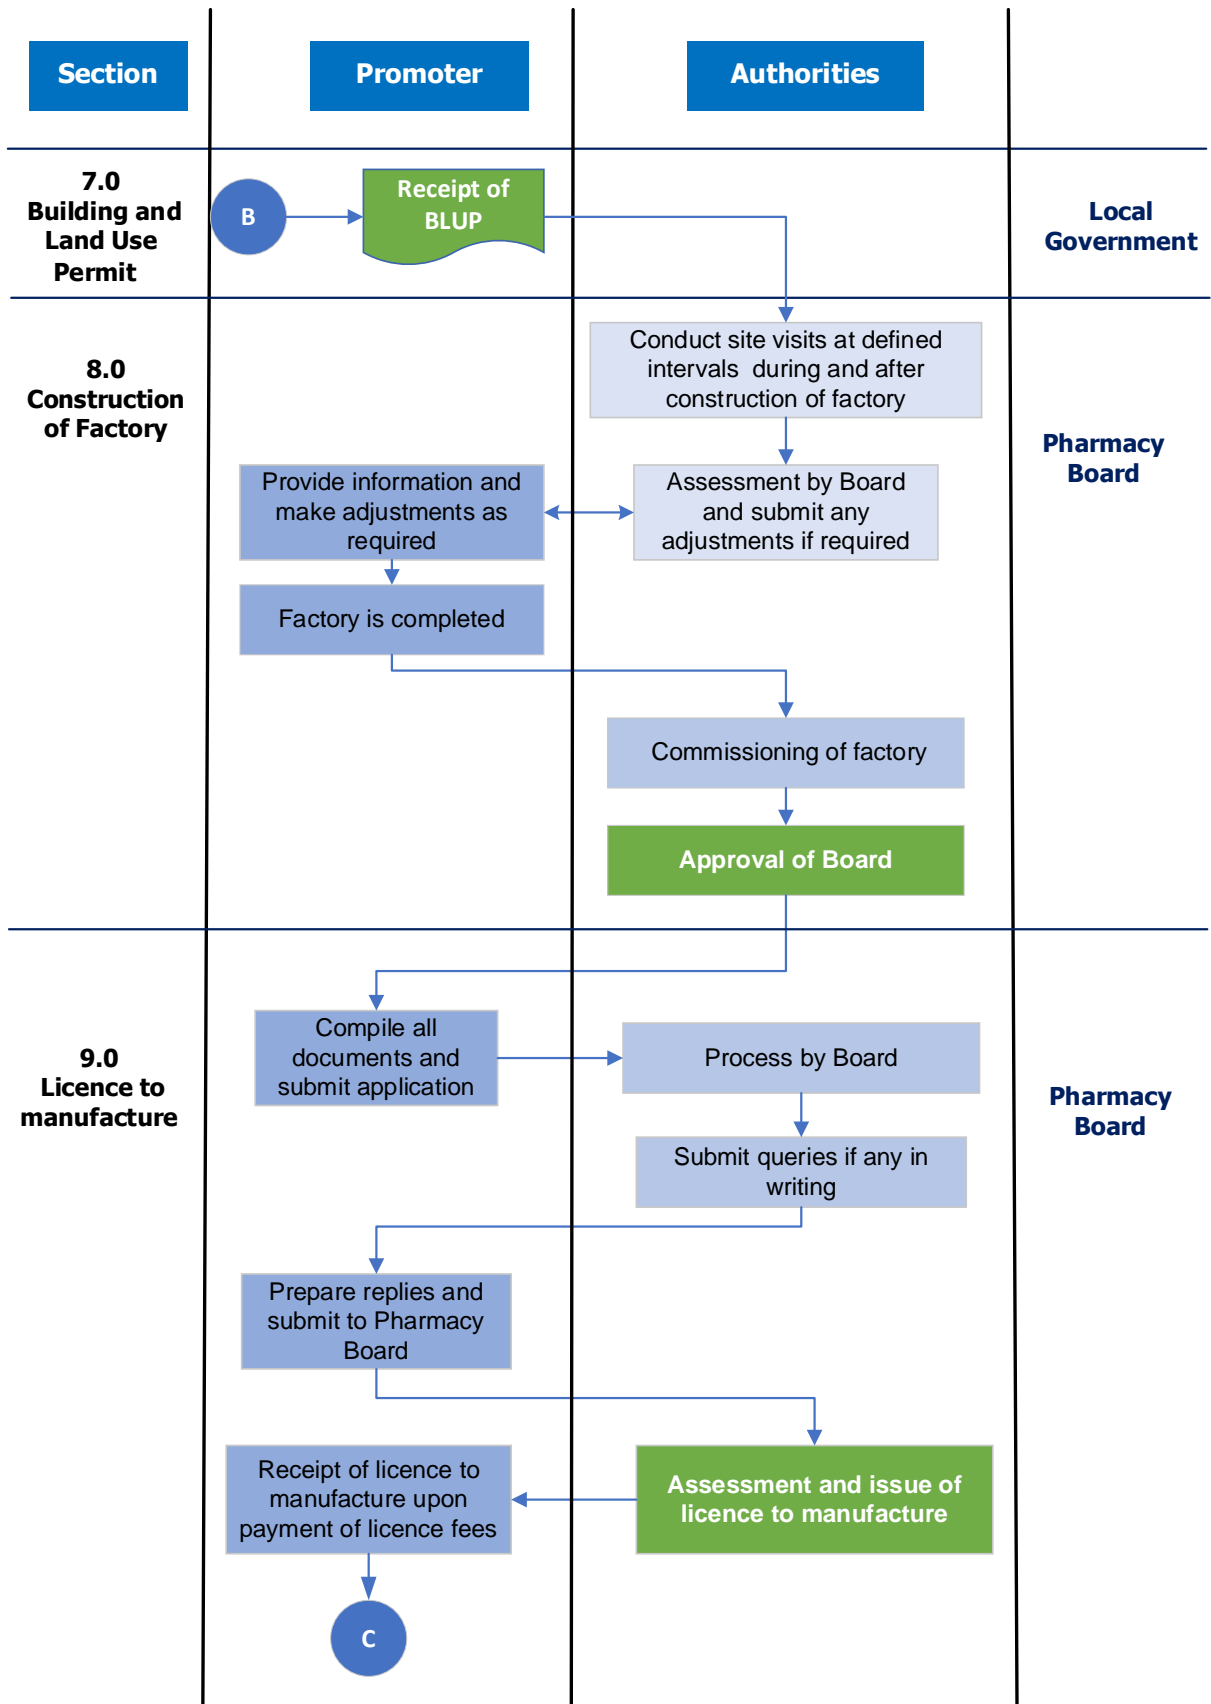 Section
Promoter
Authorities
7.0
Building and
Land Use
Permit
B
Receipt of
BLUP
Local
Government
8.0
Construction
of Factory
Conduct site visits at defined
intervals during and after
construction of factory
Pharmacy
Board
Provide information and
make adjustments as
required
Assessment by Board
and submit any
adjustments if required
Factory is completed
Commissioning of factory
Approval of Board
9.0
Licence to
manufacture
Compile all
documents and
submit application
Process by Board
Pharmacy
Board
Submit queries if any in
writing
Prepare replies and
submit to Pharmacy
Board
Assessment and issue of
licence to manufacture
Receipt of licence to
manufacture upon
payment of licence fees
C